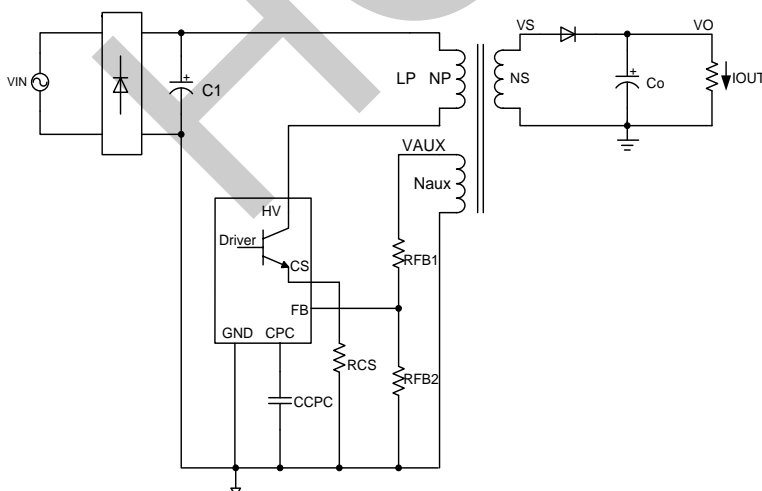 VS
VO
VIN
C1
LP
NP
NS
Co
IOUT
VAUX
Naux
HV
Driver
CS
RFB1
FB
GND
CPC
RCS
RFB2
CCPC